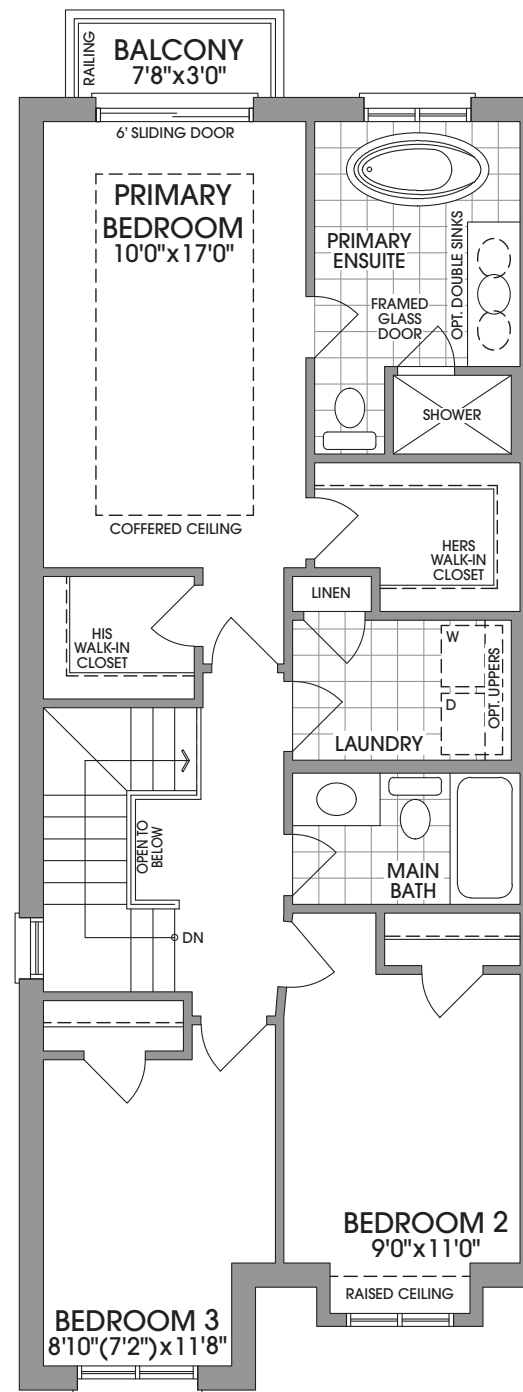 RAILING
BALCONY
7'8"x3'0"
6' SLIDING DOOR
PRIMARY
BEDROOM
10'0"x17'0"
COFFERED CEILING
PRIMARY
ENSUITE
OPT. DOUBLE SINKS
FRAMED
GLASS
DOOR
SHOWER
HERS
WALK-IN
CLOSET
HIS
WALK-IN
CLOSET
LINEN
W
D
OPT. UPPERS
LAUNDRY
OPEN TO
BELOW
DN
MAIN
BATH
BEDROOM 2
9'0"x11'0"
RAISED CEILING
BEDROOM 3
8'10"(7'2")x11'8"